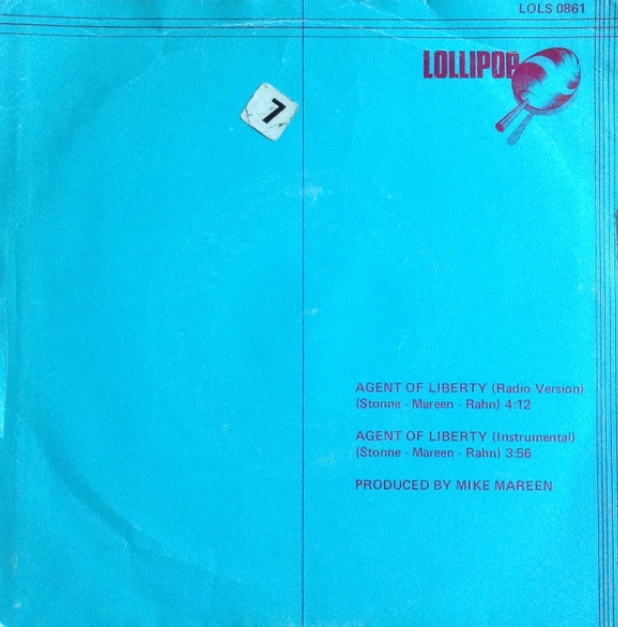 LOLS 0861
LOLLIPOP
7
AGENT OF LIBERTY (Radio Version)
(Stonne - Mareen - Rahn) 4:12
AGENT OF LIBERTY (Instrumental)
(Stonne - Mareen - Rahn) 3:56
PRODUCED BY MIKE MAREEN